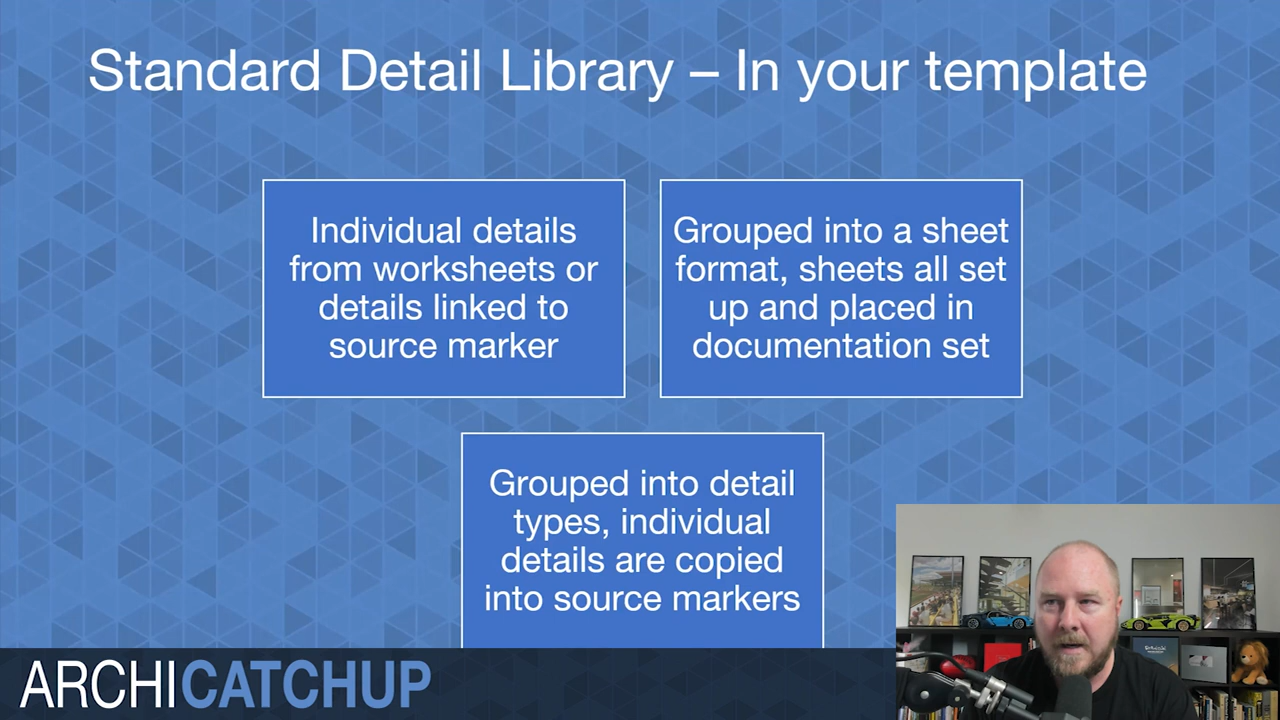 Standard Detail Library – In your template
Individual details
from worksheets or
details linked to
source marker
Grouped into a sheet
format, sheets all set
up and placed in
documentation set
Grouped into detail
types, individual
details are copied
into source markers
ARCHICATCHUP